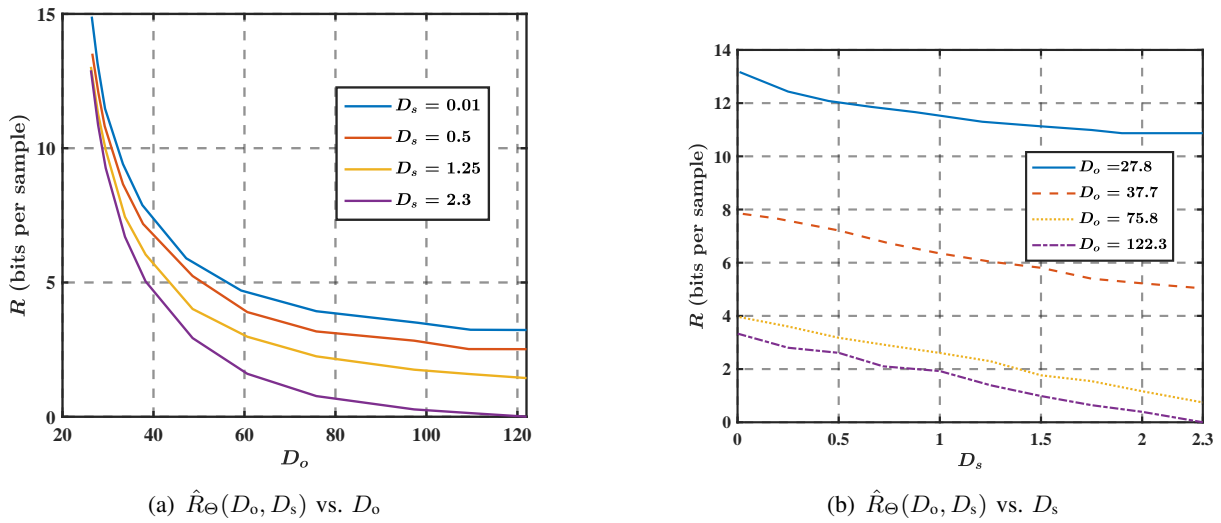 15
10
5
0
20 40 60 80 100 120
R (bits per sample)
D_o
D_s = 0.01
D_s = 0.5
D_s = 1.25
D_s = 2.3
(a) R̂_Θ(D_o, D_s) vs. D_o
14
12
10
8
6
4
2
0
0 0.5 1 1.5 2 2.3
R (bits per sample)
D_s
D_o =27.8
D_o = 37.7
D_o = 75.8
D_o = 122.3
(b) R̂_Θ(D_o, D_s) vs. D_s